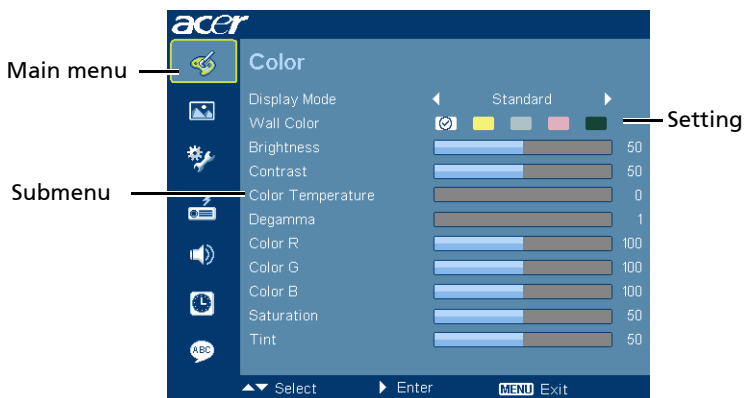 acer
Main menu
Color
Display Mode Standard
Wall Color
Setting
Brightness 50
Contrast 50
Submenu
Color Temperature 0
Degamma 1
Color R 100
Color G 100
Color B 100
Saturation 50
Tint 50
ABC
Select Enter MENU Exit